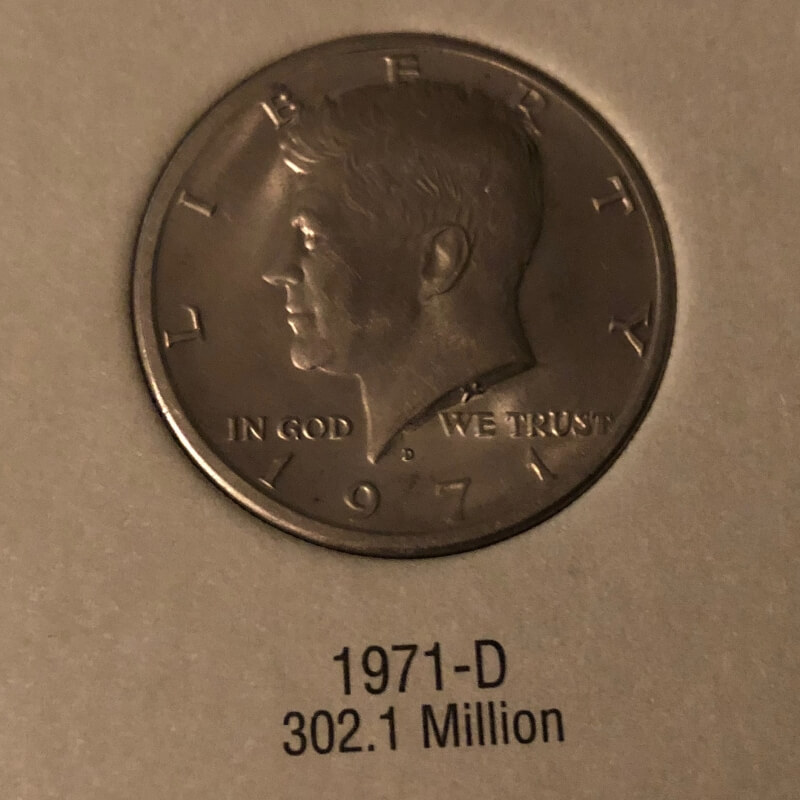 LIBERTY
IN GOD WE TRUST
D
1971
1971-D
302.1 Million